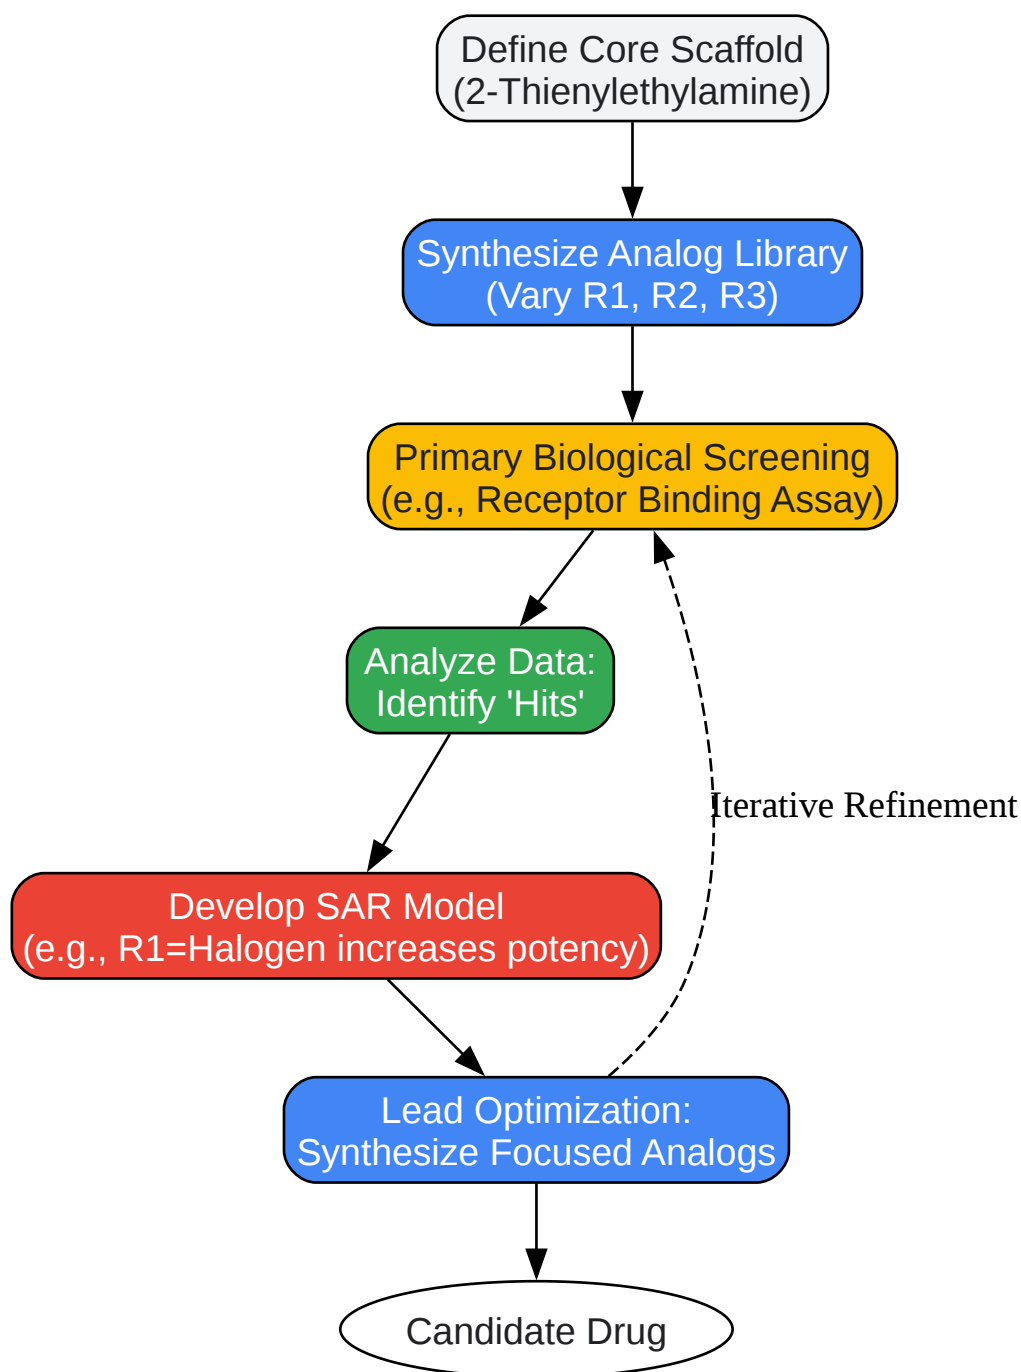 Define Core Scaffold
(2-Thienylethylamine)
Synthesize Analog Library
(Vary R1, R2, R3)
Primary Biological Screening
(e.g., Receptor Binding Assay)
Analyze Data:
Identify 'Hits'
Iterative Refinement
Develop SAR Model
(e.g., R1=Halogen increases potency)
Lead Optimization:
Synthesize Focused Analogs
Candidate Drug